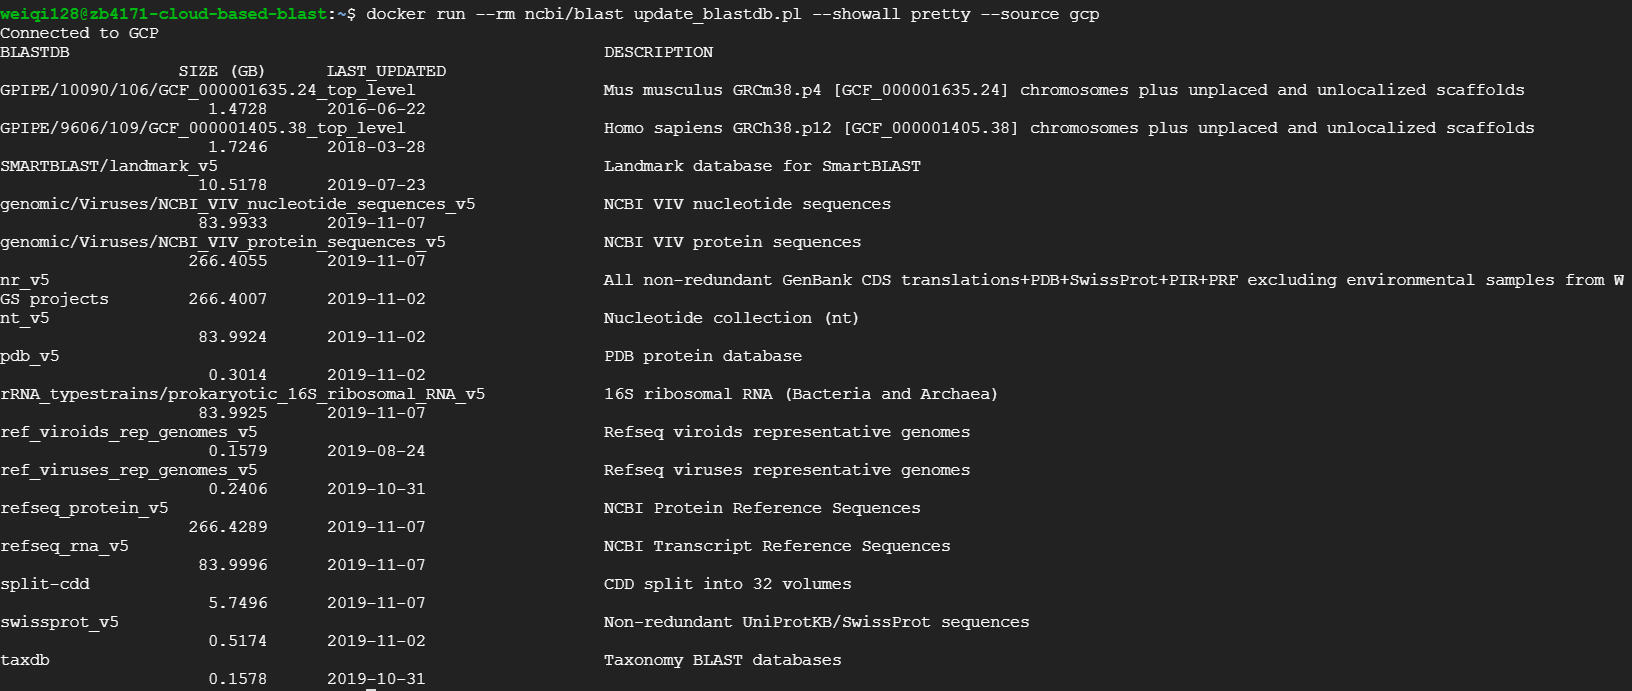 weiqi128@zb4171-cloud-based-blast:~$ docker run --rm ncbi/blast update_blastdb.pl --showall pretty --source gcp
Connected to GCP
BLASTDB DESCRIPTION
SIZE (GB) LAST_UPDATED
GPIPE/10090/106/GCF_000001635.24_top_level Mus musculus GRCm38.p4 [GCF_000001635.24] chromosomes plus unplaced and unlocalized scaffolds
1.4728 2016-06-22
GPIPE/9606/109/GCF_000001405.38_top_level Homo sapiens GRCh38.p12 [GCF_000001405.38] chromosomes plus unplaced and unlocalized scaffolds
1.7246 2018-03-28
SMARTBLAST/landmark_v5 Landmark database for SmartBLAST
10.5178 2019-07-23
genomic/Viruses/NCBI_VIV_nucleotide_sequences_v5 NCBI VIV nucleotide sequences
83.9933 2019-11-07
genomic/Viruses/NCBI_VIV_protein_sequences_v5 NCBI VIV protein sequences
266.4055 2019-11-07
nr_v5 All non-redundant GenBank CDS translations+PDB+SwissProt+PIR+PRF excluding environmental samples from W
GS projects 266.4007 2019-11-02
nt_v5 Nucleotide collection (nt)
83.9924 2019-11-02
pdb_v5 PDB protein database
0.3014 2019-11-02
rRNA_typestrains/prokaryotic_16S_ribosomal_RNA_v5 16S ribosomal RNA (Bacteria and Archaea)
83.9925 2019-11-07
ref_viroids_rep_genomes_v5 Refseq viroids representative genomes
0.1579 2019-08-24
ref_viruses_rep_genomes_v5 Refseq viruses representative genomes
0.2406 2019-10-31
refseq_protein_v5 NCBI Protein Reference Sequences
266.4289 2019-11-07
refseq_rna_v5 NCBI Transcript Reference Sequences
83.9996 2019-11-07
split-cdd CDD split into 32 volumes
5.7496 2019-11-07
swissprot_v5 Non-redundant UniProtKB/SwissProt sequences
0.5174 2019-11-02
taxdb Taxonomy BLAST databases
0.1578 2019-10-31